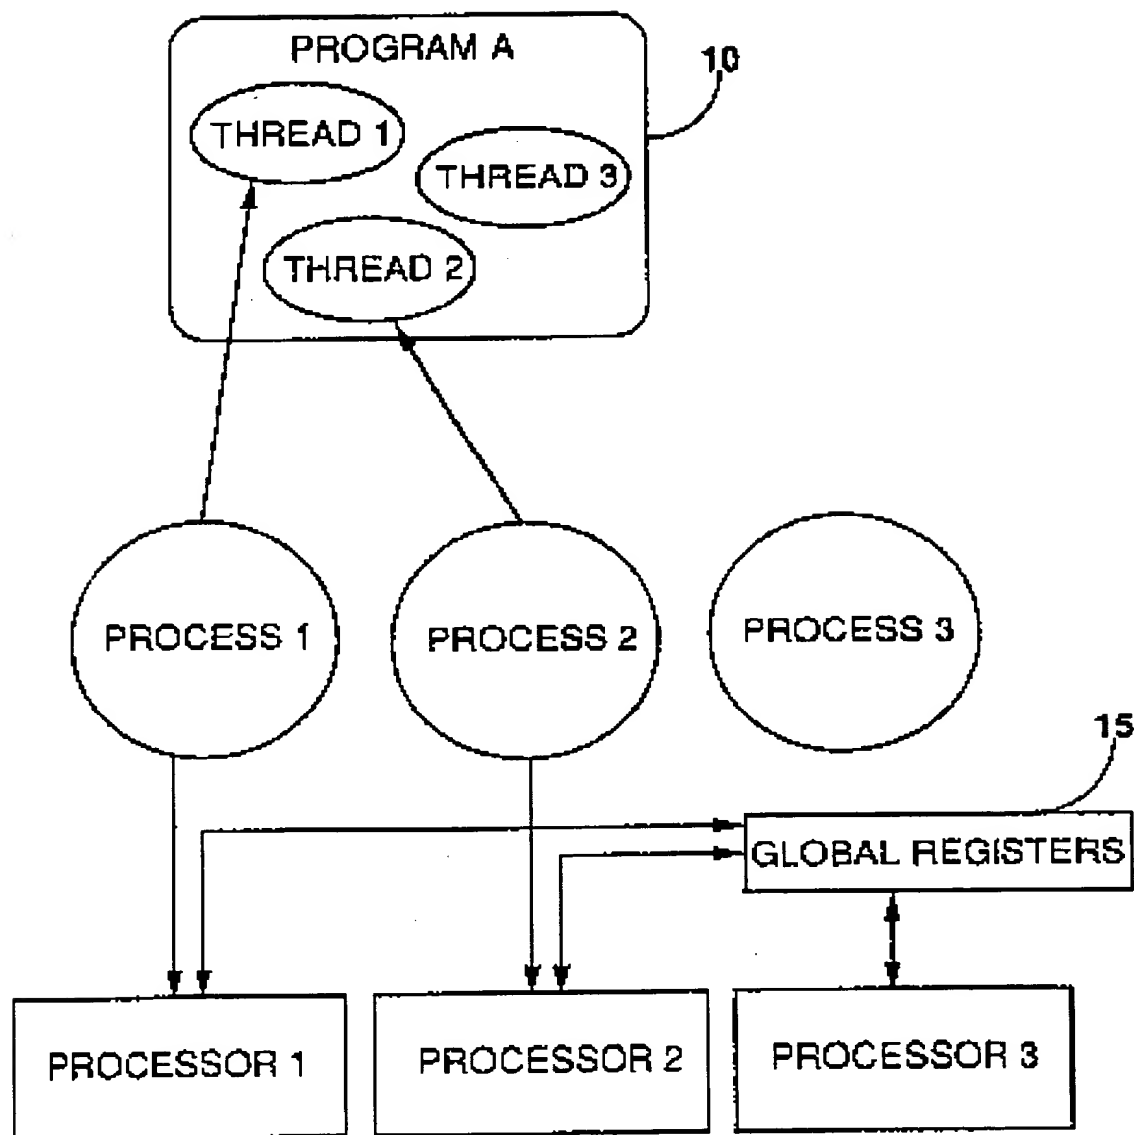 PROGRAM A
10
THREAD 1
THREAD 3
THREAD 2
PROCESS 1
PROCESS 2
PROCESS 3
15
GLOBAL REGISTERS
PROCESSOR 1
PROCESSOR 2
PROCESSOR 3